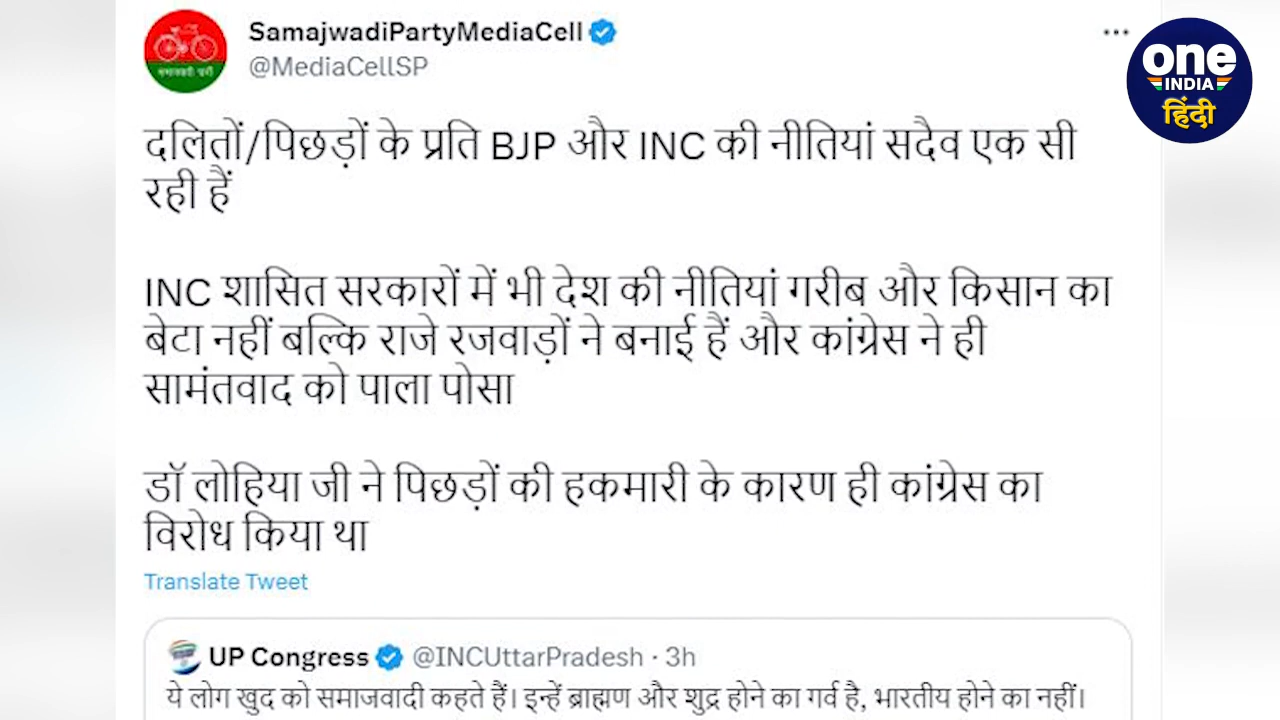 SamajwadiPartyMediaCell
@MediaCellSP
one
INDIA
हिंदी
दलितों/पिछड़ों के प्रति BJP और INC की नीतियां सदैव एक सी
रही हैं
INC शासित सरकारों में भी देश की नीतियां गरीब और किसान का
बेटा नहीं बल्कि राजे रजवाड़ों ने बनाई हैं और कांग्रेस ने ही
सामंतवाद को पाला पोसा
डॉ लोहिया जी ने पिछड़ों की हकमारी के कारण ही कांग्रेस का
विरोध किया था
Translate Tweet
UP Congress @INCUttarPradesh · 3h
ये लोग खुद को समाजवादी कहते हैं। इन्हें ब्राह्मण और शुद्र होने का गर्व है, भारतीय होने का नहीं।